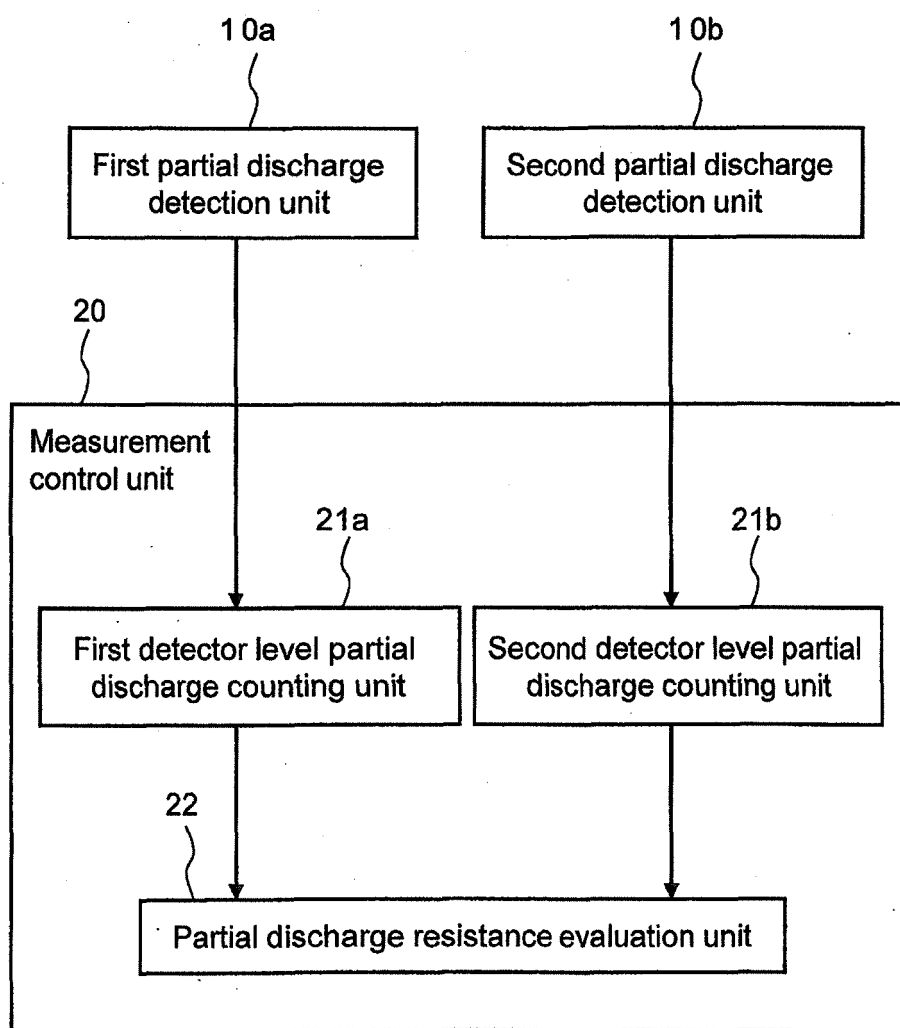 10a
10b
First partial discharge
detection unit
Second partial discharge
detection unit
20
Measurement
control unit
21a
21b
First detector level partial
discharge counting unit
Second detector level partial
discharge counting unit
22
Partial discharge resistance evaluation unit